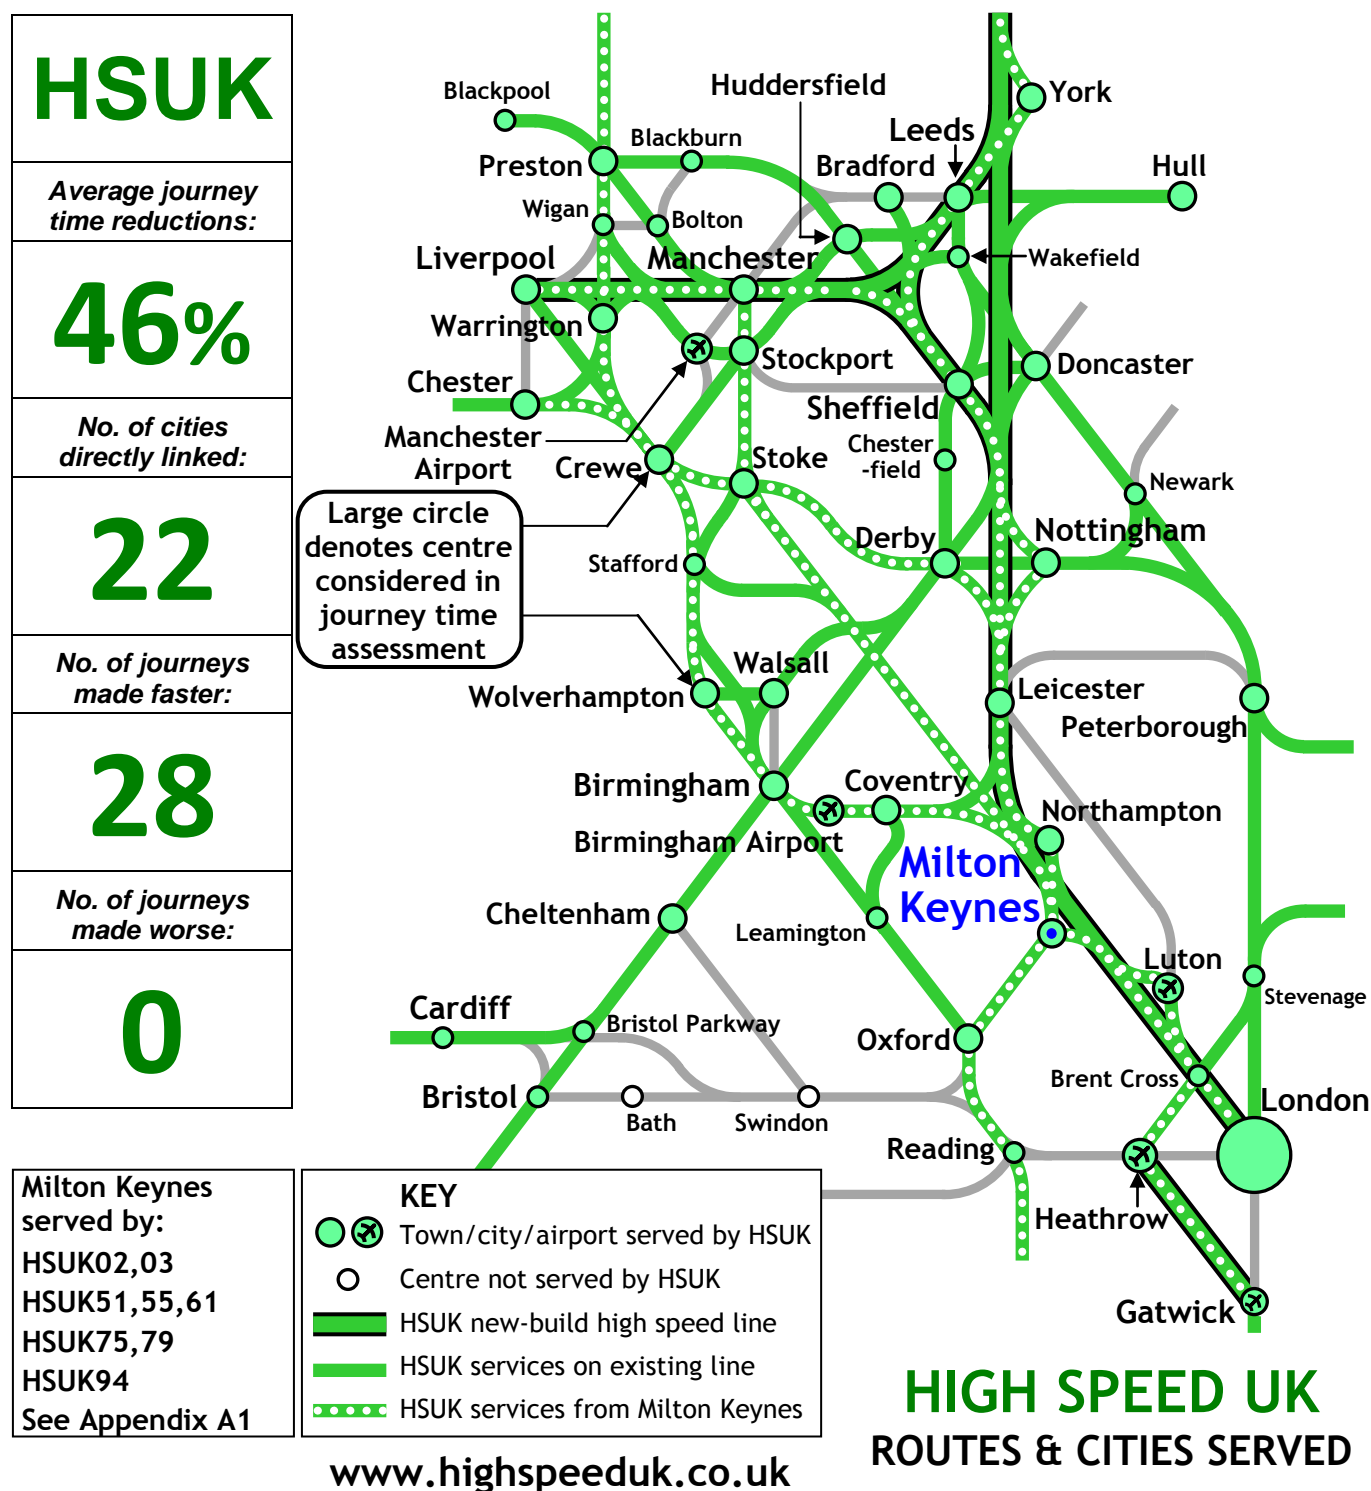 HSUK
Average journey
time reductions:
46%
No. of cities
directly linked:
22
No. of journeys
made faster:
28
No. of journeys
made worse:
0
Milton Keynes
served by:
HSUK02,03
HSUK51,55,61
HSUK75,79
HSUK94
See Appendix A1
Blackpool
Huddersfield
York
Blackburn
Leeds
Preston
Bradford
Hull
Wigan
Bolton
Liverpool
Manchester
Wakefield
Warrington
Stockport
Doncaster
Chester
Sheffield
Manchester
Airport
Crewe
Stoke
Chester
-field
Newark
Large circle
denotes centre
considered in
journey time
assessment
Derby
Nottingham
Stafford
Walsall
Wolverhampton
Leicester
Peterborough
Birmingham
Coventry
Northampton
Birmingham Airport
Milton
Keynes
Cheltenham
Leamington
Luton
Stevenage
Cardiff
Bristol Parkway
Oxford
Brent Cross
Bristol
London
Bath
Swindon
Reading
Heathrow
Gatwick
KEY
Town/city/airport served by HSUK
Centre not served by HSUK
HSUK new-build high speed line
HSUK services on existing line
HSUK services from Milton Keynes
HIGH SPEED UK
ROUTES & CITIES SERVED
www.highspeeduk.co.uk